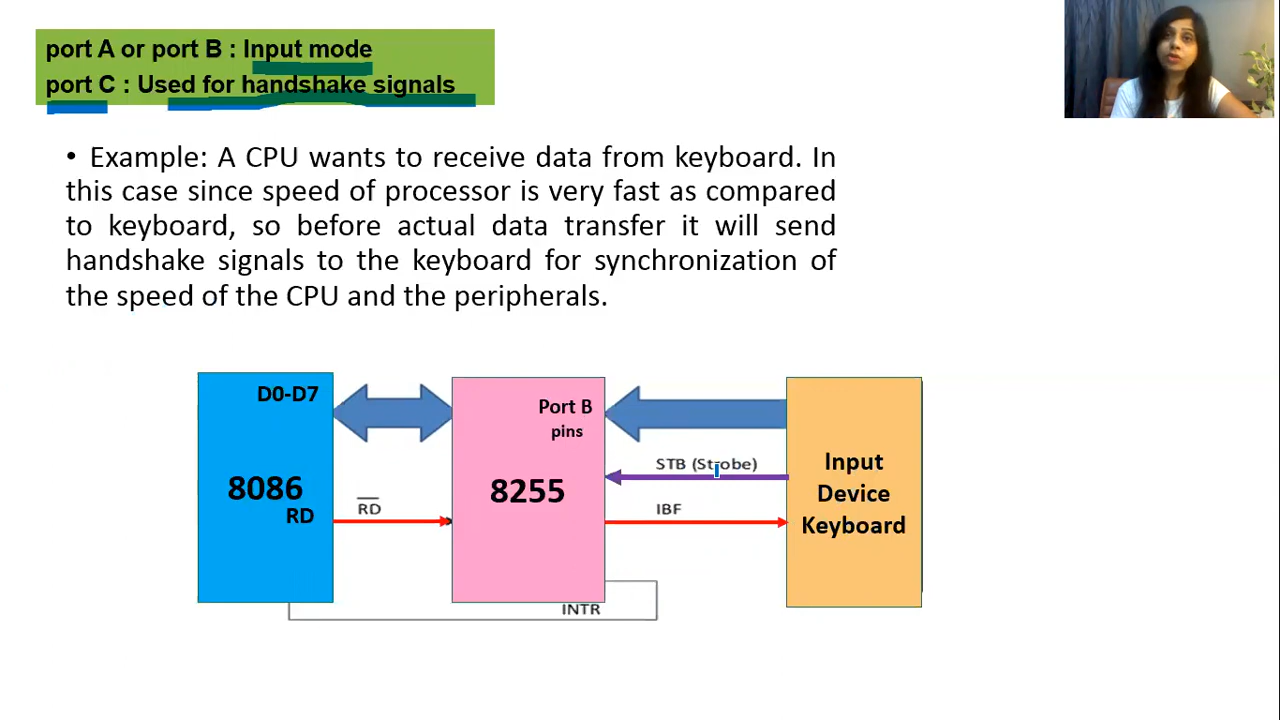 port A or port B : Input mode
port C : Used for handshake signals
• Example: A CPU wants to receive data from keyboard. In
this case since speed of processor is very fast as compared
to keyboard, so before actual data transfer it will send
handshake signals to the keyboard for synchronization of
the speed of the CPU and the peripherals.
D0-D7
8086
RD
RD
Port B
pins
8255
STB (Strobe)
IBF
INTR
Input
Device
Keyboard